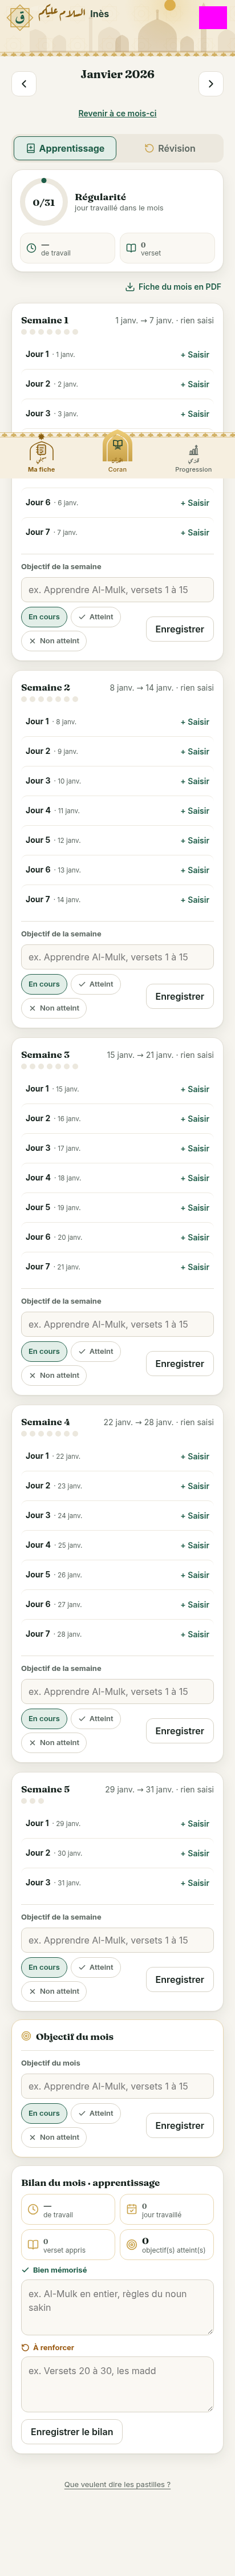 السلام عليكم Inès
Janvier 2026
Revenir à ce mois-ci
Apprentissage
Révision
0/31
Régularité
jour travaillé dans le mois
—
de travail
0
verset
Fiche du mois en PDF
Semaine 1
1 janv. → 7 janv. · rien saisi
Jour 1 · 1 janv.
+ Saisir
Jour 2 · 2 janv.
+ Saisir
Jour 3 · 3 janv.
+ Saisir
Ma fiche
Coran
Progression
Jour 6 · 6 janv.
+ Saisir
Jour 7 · 7 janv.
+ Saisir
Objectif de la semaine
ex. Apprendre Al-Mulk, versets 1 à 15
En cours
Atteint
Non atteint
Enregistrer
Semaine 2
8 janv. → 14 janv. · rien saisi
Jour 1 · 8 janv.
+ Saisir
Jour 2 · 9 janv.
+ Saisir
Jour 3 · 10 janv.
+ Saisir
Jour 4 · 11 janv.
+ Saisir
Jour 5 · 12 janv.
+ Saisir
Jour 6 · 13 janv.
+ Saisir
Jour 7 · 14 janv.
+ Saisir
Objectif de la semaine
ex. Apprendre Al-Mulk, versets 1 à 15
En cours
Atteint
Non atteint
Enregistrer
Semaine 3
15 janv. → 21 janv. · rien saisi
Jour 1 · 15 janv.
+ Saisir
Jour 2 · 16 janv.
+ Saisir
Jour 3 · 17 janv.
+ Saisir
Jour 4 · 18 janv.
+ Saisir
Jour 5 · 19 janv.
+ Saisir
Jour 6 · 20 janv.
+ Saisir
Jour 7 · 21 janv.
+ Saisir
Objectif de la semaine
ex. Apprendre Al-Mulk, versets 1 à 15
En cours
Atteint
Non atteint
Enregistrer
Semaine 4
22 janv. → 28 janv. · rien saisi
Jour 1 · 22 janv.
+ Saisir
Jour 2 · 23 janv.
+ Saisir
Jour 3 · 24 janv.
+ Saisir
Jour 4 · 25 janv.
+ Saisir
Jour 5 · 26 janv.
+ Saisir
Jour 6 · 27 janv.
+ Saisir
Jour 7 · 28 janv.
+ Saisir
Objectif de la semaine
ex. Apprendre Al-Mulk, versets 1 à 15
En cours
Atteint
Non atteint
Enregistrer
Semaine 5
29 janv. → 31 janv. · rien saisi
Jour 1 · 29 janv.
+ Saisir
Jour 2 · 30 janv.
+ Saisir
Jour 3 · 31 janv.
+ Saisir
Objectif de la semaine
ex. Apprendre Al-Mulk, versets 1 à 15
En cours
Atteint
Non atteint
Enregistrer
Objectif du mois
Objectif du mois
ex. Apprendre Al-Mulk, versets 1 à 15
En cours
Atteint
Non atteint
Enregistrer
Bilan du mois · apprentissage
—
de travail
0
jour travaillé
0
verset appris
0
objectif(s) atteint(s)
Bien mémorisé
ex. Al-Mulk en entier, règles du noun
sakin
À renforcer
ex. Versets 20 à 30, les madd
Enregistrer le bilan
Que veulent dire les pastilles ?